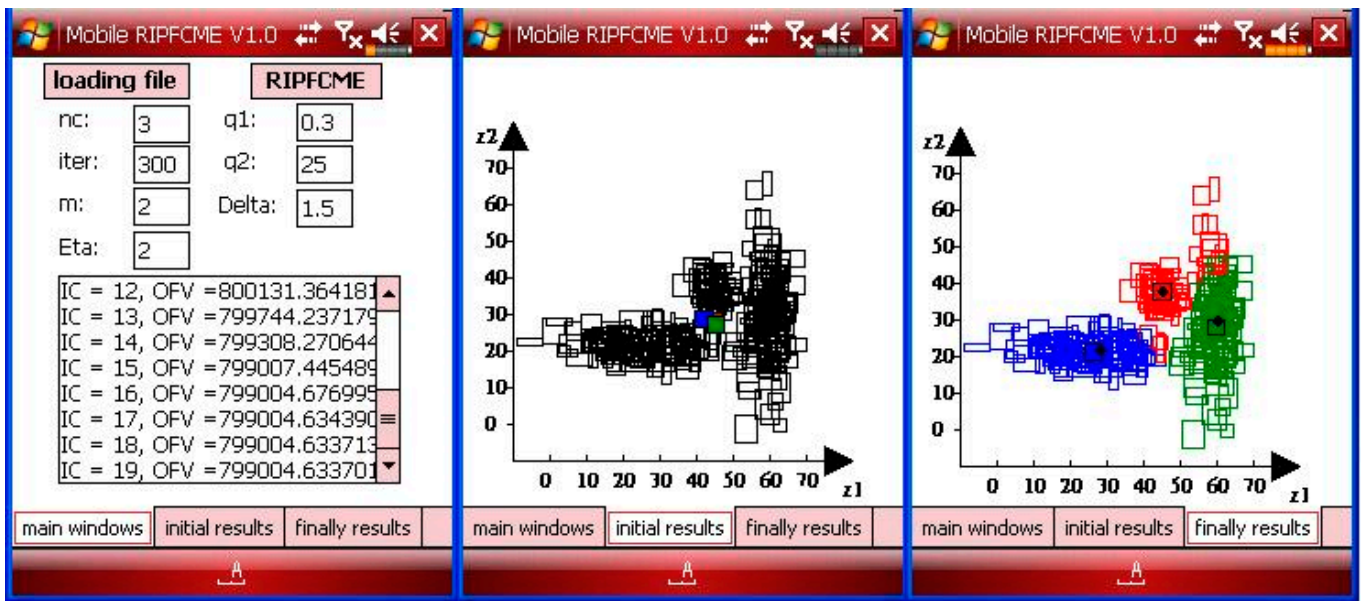 Mobile RIPFCME V1.0
loading file RIPFCME
nc: 3 q1: 0.3
iter: 300 q2: 25
m: 2 Delta: 1.5
Eta: 2
IC = 12, OFV =800131.364181
IC = 13, OFV =799744.237179
IC = 14, OFV =799308.270644
IC = 15, OFV =799007.445489
IC = 16, OFV =799004.676995
IC = 17, OFV =799004.634390
IC = 18, OFV =799004.633713
IC = 19, OFV =799004.633701
main windows initial results finally results
A
Mobile RIPFCME V1.0
z2
70
60
50
40
30
20
10
0
0 10 20 30 40 50 60 70 z1
main windows initial results finally results
A
Mobile RIPFCME V1.0
z2
70
60
50
40
30
20
10
0
0 10 20 30 40 50 60 70 z1
main windows initial results finally results
A